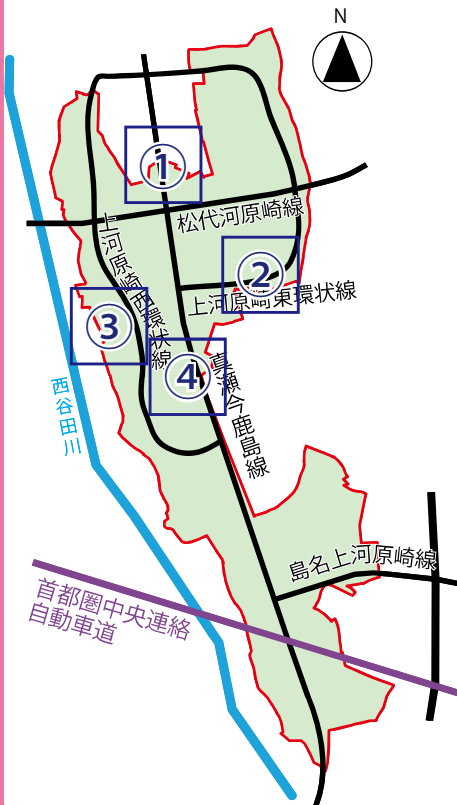 N
①
松代河原崎線
②
上河原崎東環状線
上河原崎西環状線
③
④
真瀬今鹿島線
西谷田川
島名上河原崎線
首都圏中央連絡
自動車道